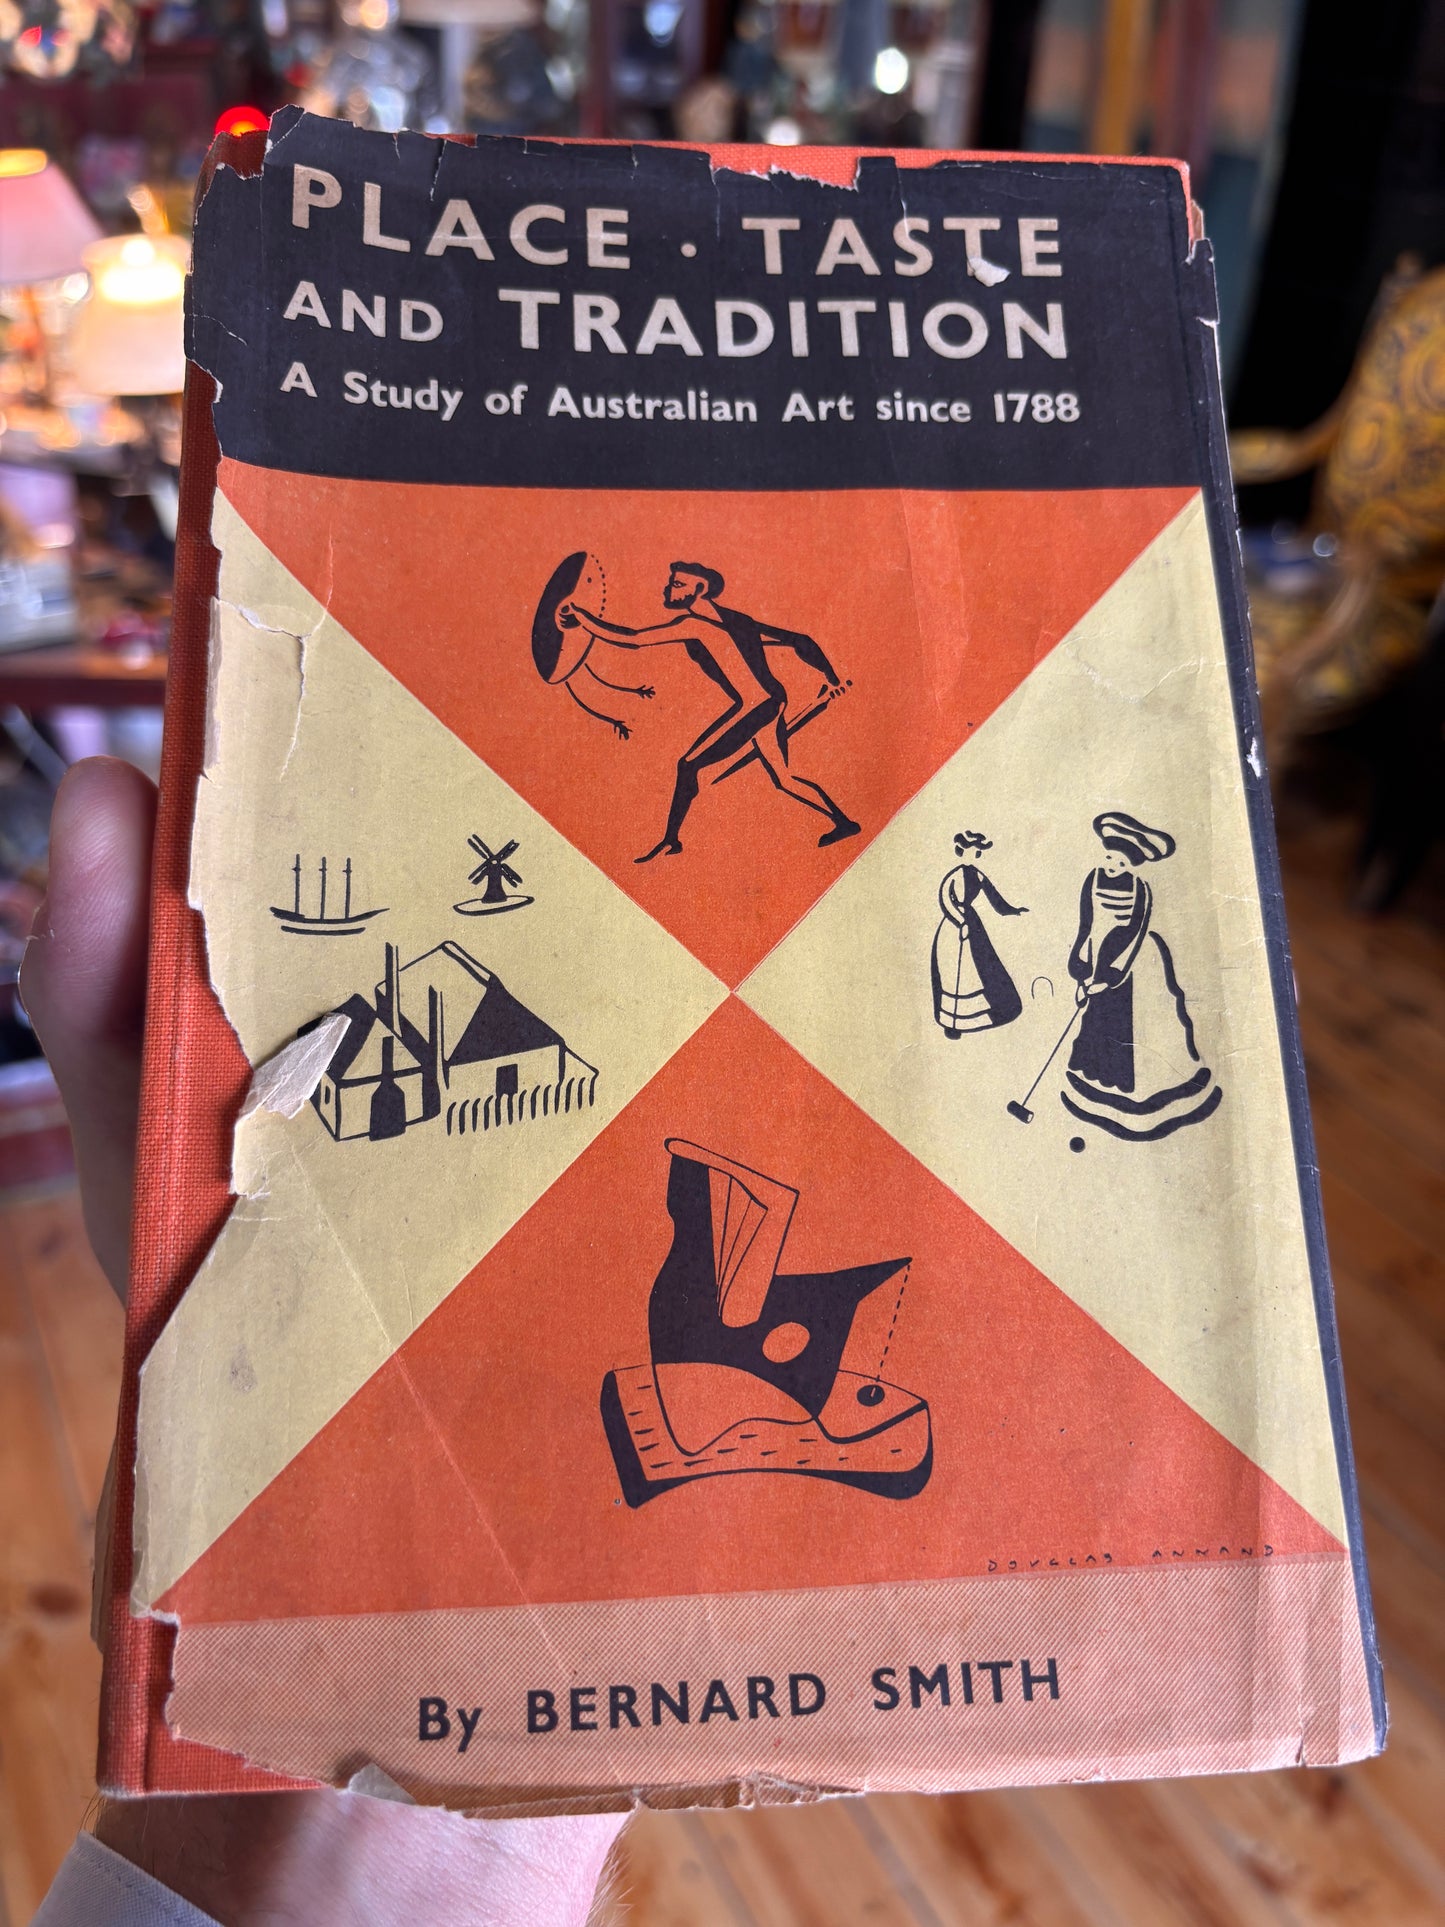 PLACE · TASTE
AND TRADITION
A Study of Australian Art since 1788
DOUGLAS ANNAND
By BERNARD SMITH